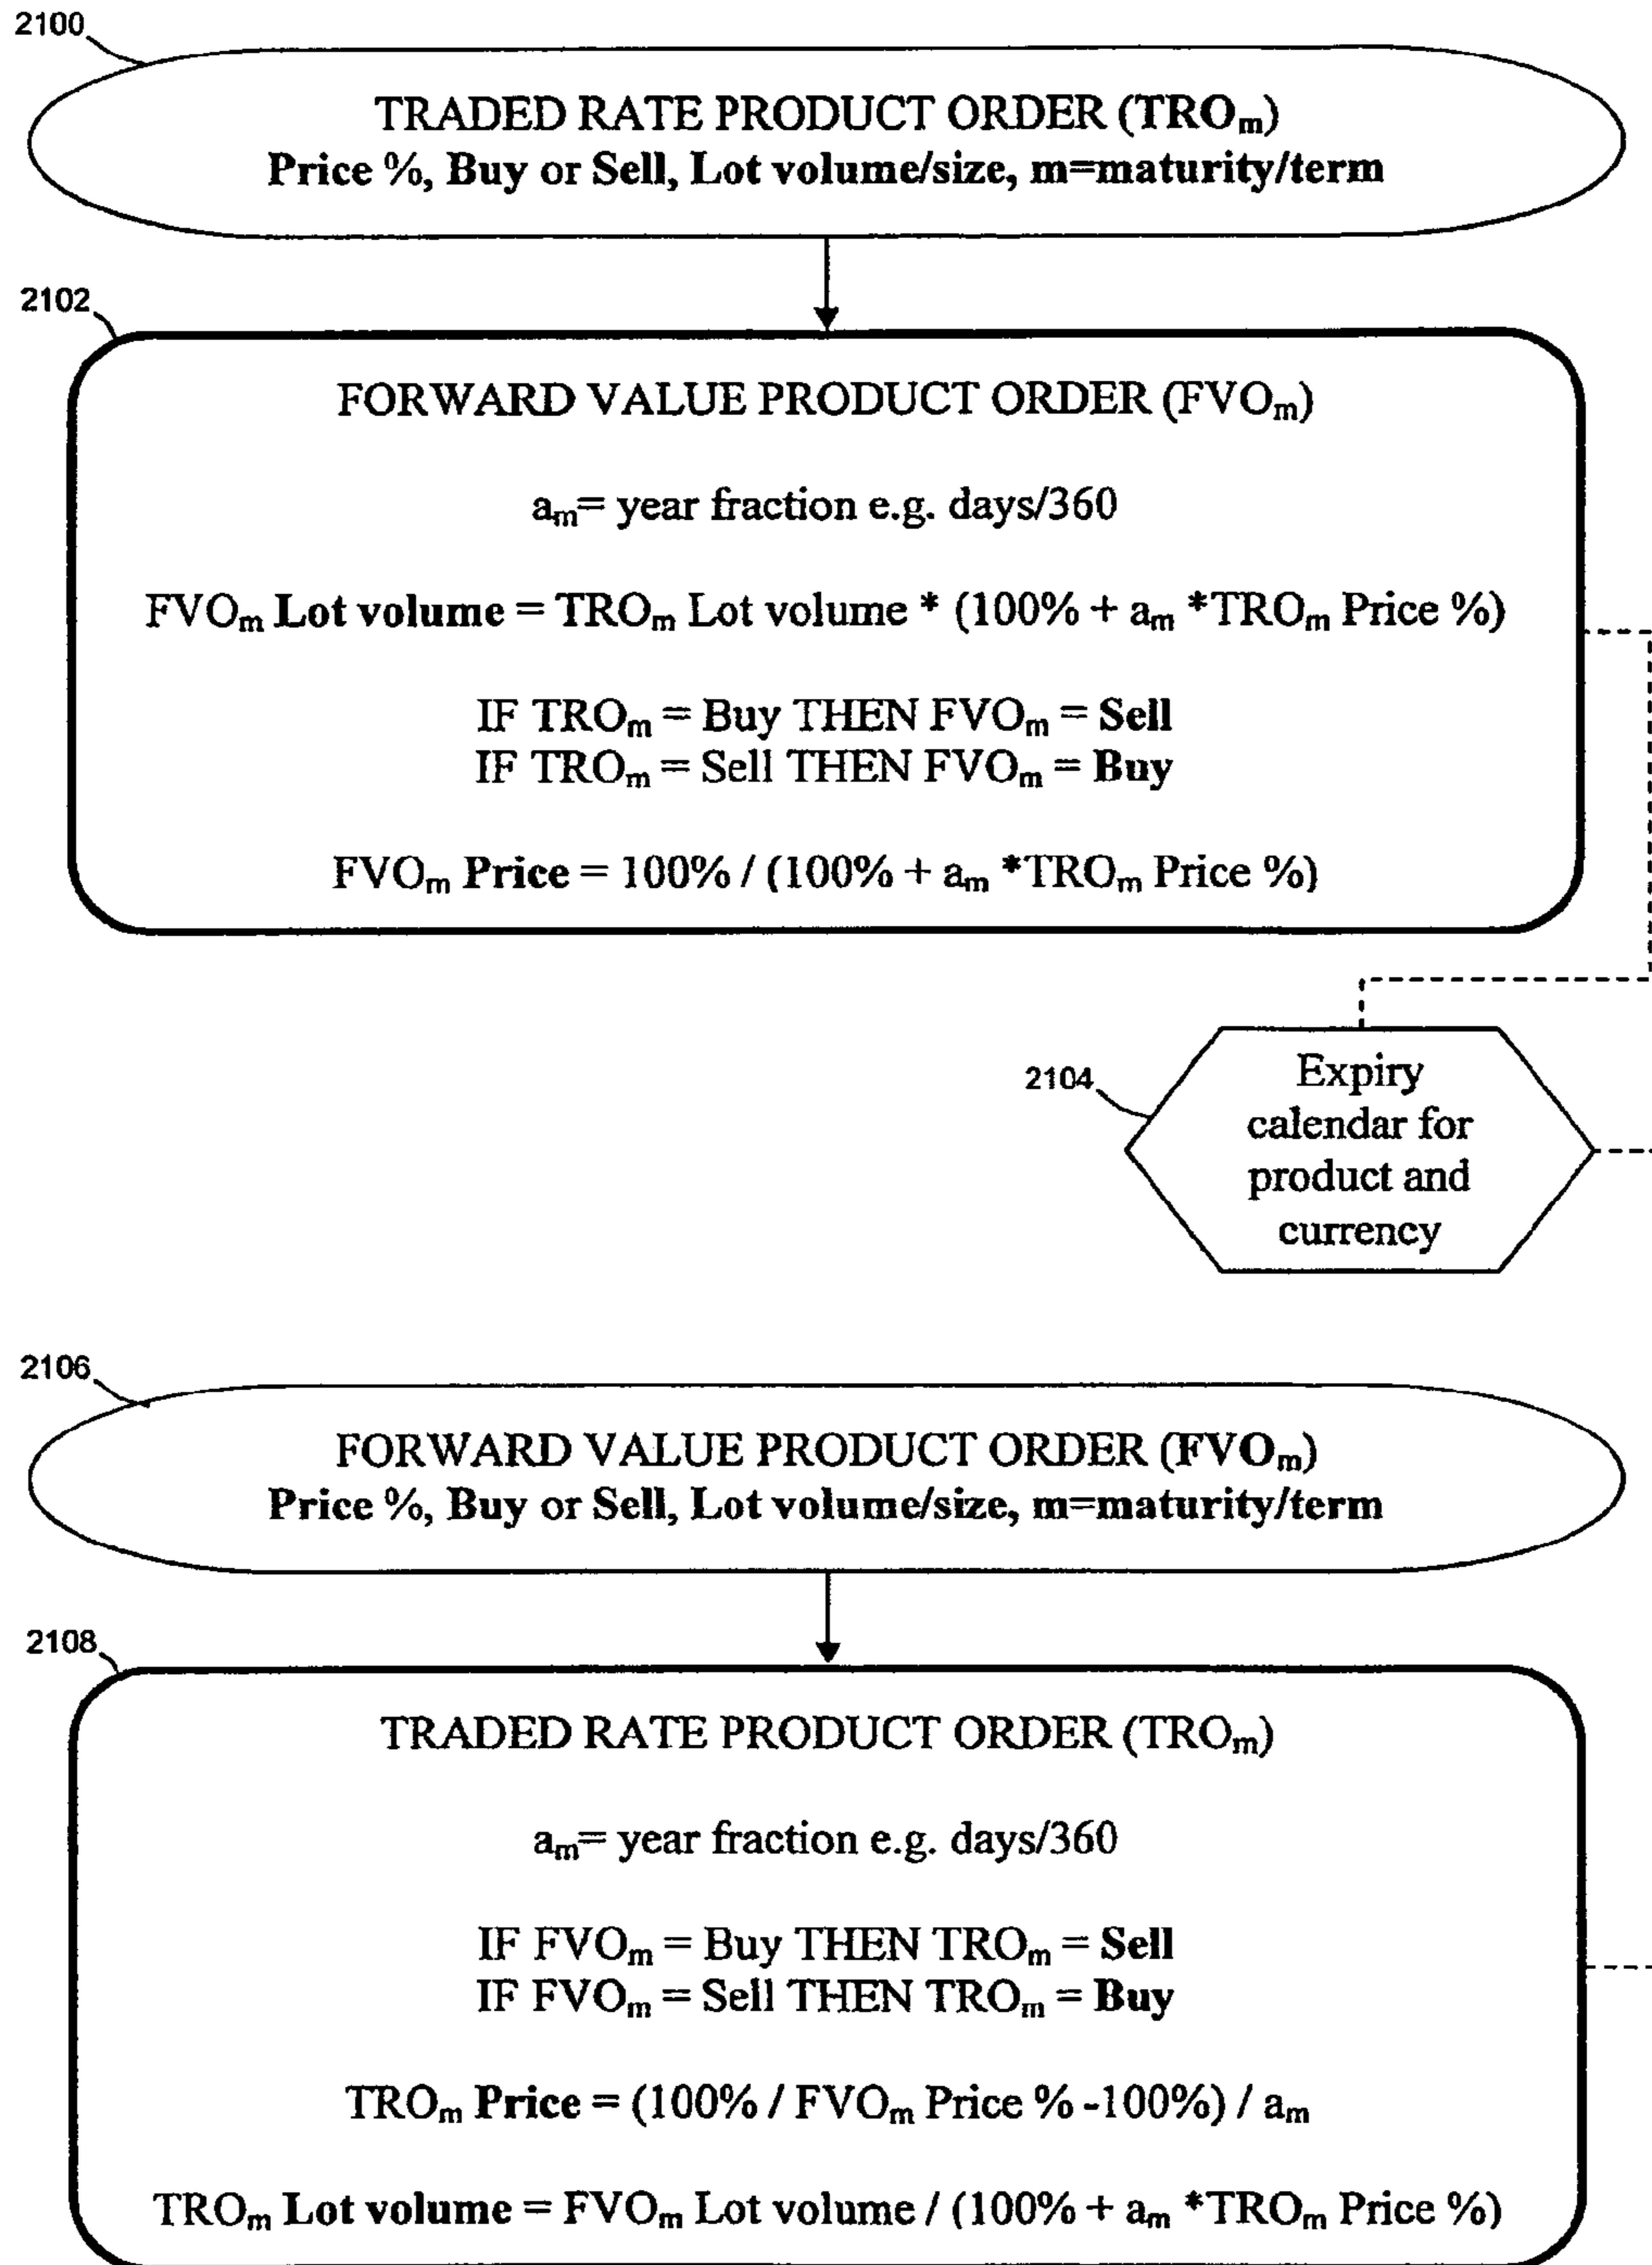 2100
TRADED RATE PRODUCT ORDER (TROm)
Price %, Buy or Sell, Lot volume/size, m=maturity/term
2102
FORWARD VALUE PRODUCT ORDER (FVOm)
am= year fraction e.g. days/360
FVOm Lot volume = TROm Lot volume * (100% + am *TROm Price %)
IF TROm = Buy THEN FVOm = Sell
IF TROm = Sell THEN FVOm = Buy
FVOm Price = 100% / (100% + am *TROm Price %)
2104
Expiry
calendar for
product and
currency
2106
FORWARD VALUE PRODUCT ORDER (FVOm)
Price %, Buy or Sell, Lot volume/size, m=maturity/term
2108
TRADED RATE PRODUCT ORDER (TROm)
am= year fraction e.g. days/360
IF FVOm = Buy THEN TROm = Sell
IF FVOm = Sell THEN TROm = Buy
TROm Price = (100% / FVOm Price % -100%) / am
TROm Lot volume = FVOm Lot volume / (100% + am *TROm Price %)